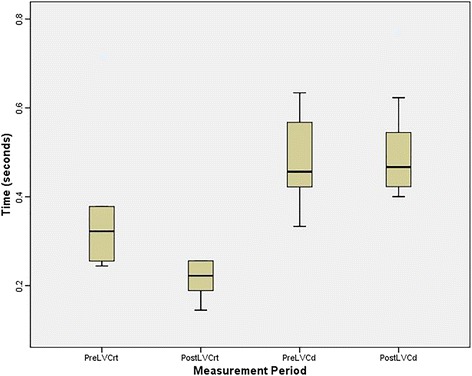 0.8
0.6
0.4
0.2
Time (seconds)
PreLVCrt PostLVCrt PreLVCd PostLVCd
Measurement Period